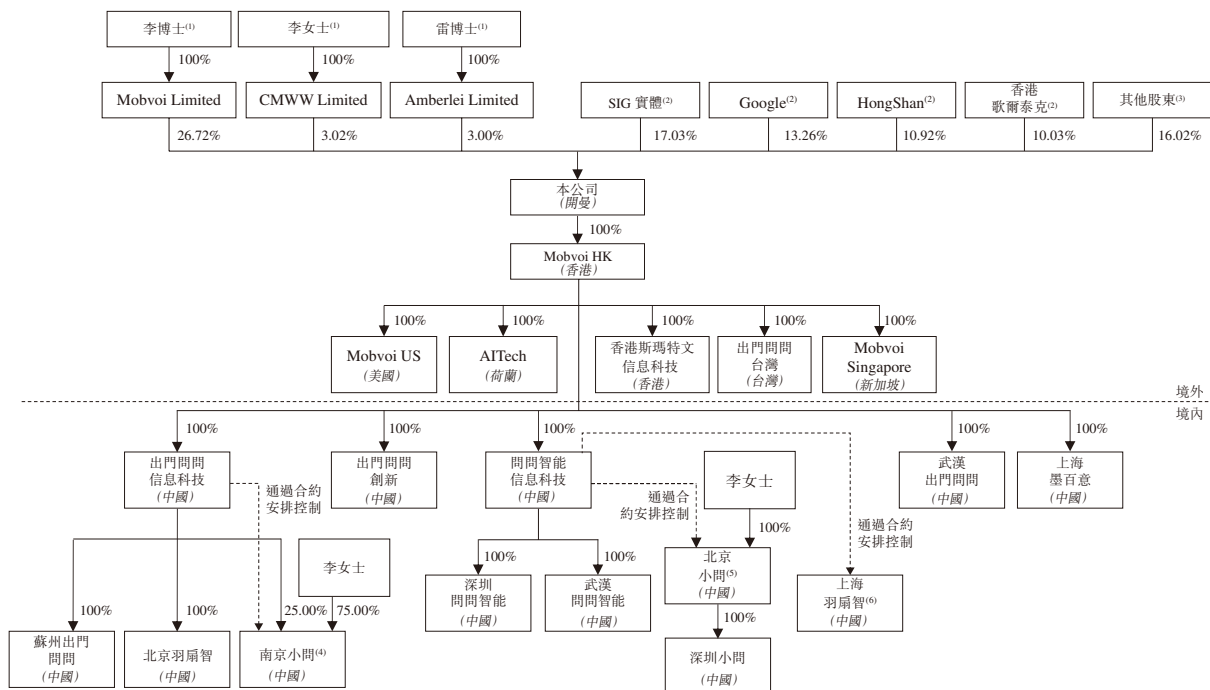 李博士(1)
李女士(1)
雷博士(1)
100%
100%
100%
Mobvoi Limited
CMWW Limited
Amberlei Limited
SIG 實體(2)
Google(2)
HongShan(2)
香港
歌爾泰克(2)
其他股東(3)
26.72%
3.02%
3.00%
17.03%
13.26%
10.92%
10.03%
16.02%
本公司
(開曼)
100%
Mobvoi HK
(香港)
100%
100%
100%
100%
100%
Mobvoi US
(美國)
AITech
(荷蘭)
香港斯瑪特文
信息科技
(香港)
出門問問
台灣
(台灣)
Mobvoi
Singapore
(新加坡)
境外
境內
100%
100%
100%
100%
100%
出門問問
信息科技
(中國)
出門問問
創新
(中國)
問問智能
信息科技
(中國)
武漢
出門問問
(中國)
上海
墨百意
(中國)
通過合約
安排控制
通過合
約安排控制
李女士
100%
通過合約
安排控制
李女士
100%
100%
深圳
問問智能
(中國)
武漢
問問智能
(中國)
北京
小問(5)
(中國)
上海
羽扇智(6)
(中國)
100%
100%
25.00%
75.00%
100%
蘇州出門
問問
(中國)
北京羽扇智
(中國)
南京小問(4)
(中國)
深圳小問
(中國)